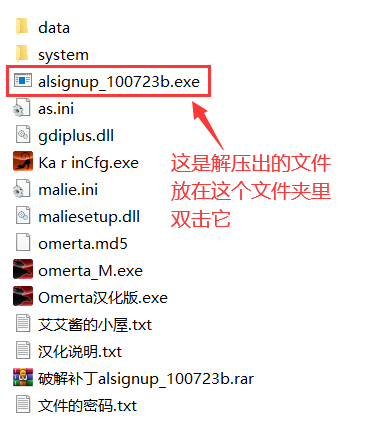 data
system
alsignup_100723b.exe
as.ini
gdiplus.dll
Ka r inCfg.exe
malie.ini
maliesetup.dll
omerta.md5
omerta_M.exe
Omerta汉化版.exe
艾艾酱的小屋.txt
汉化说明.txt
破解补丁alsignup_100723b.rar
文件的密码.txt
这是解压出的文件
放在这个文件夹里
双击它